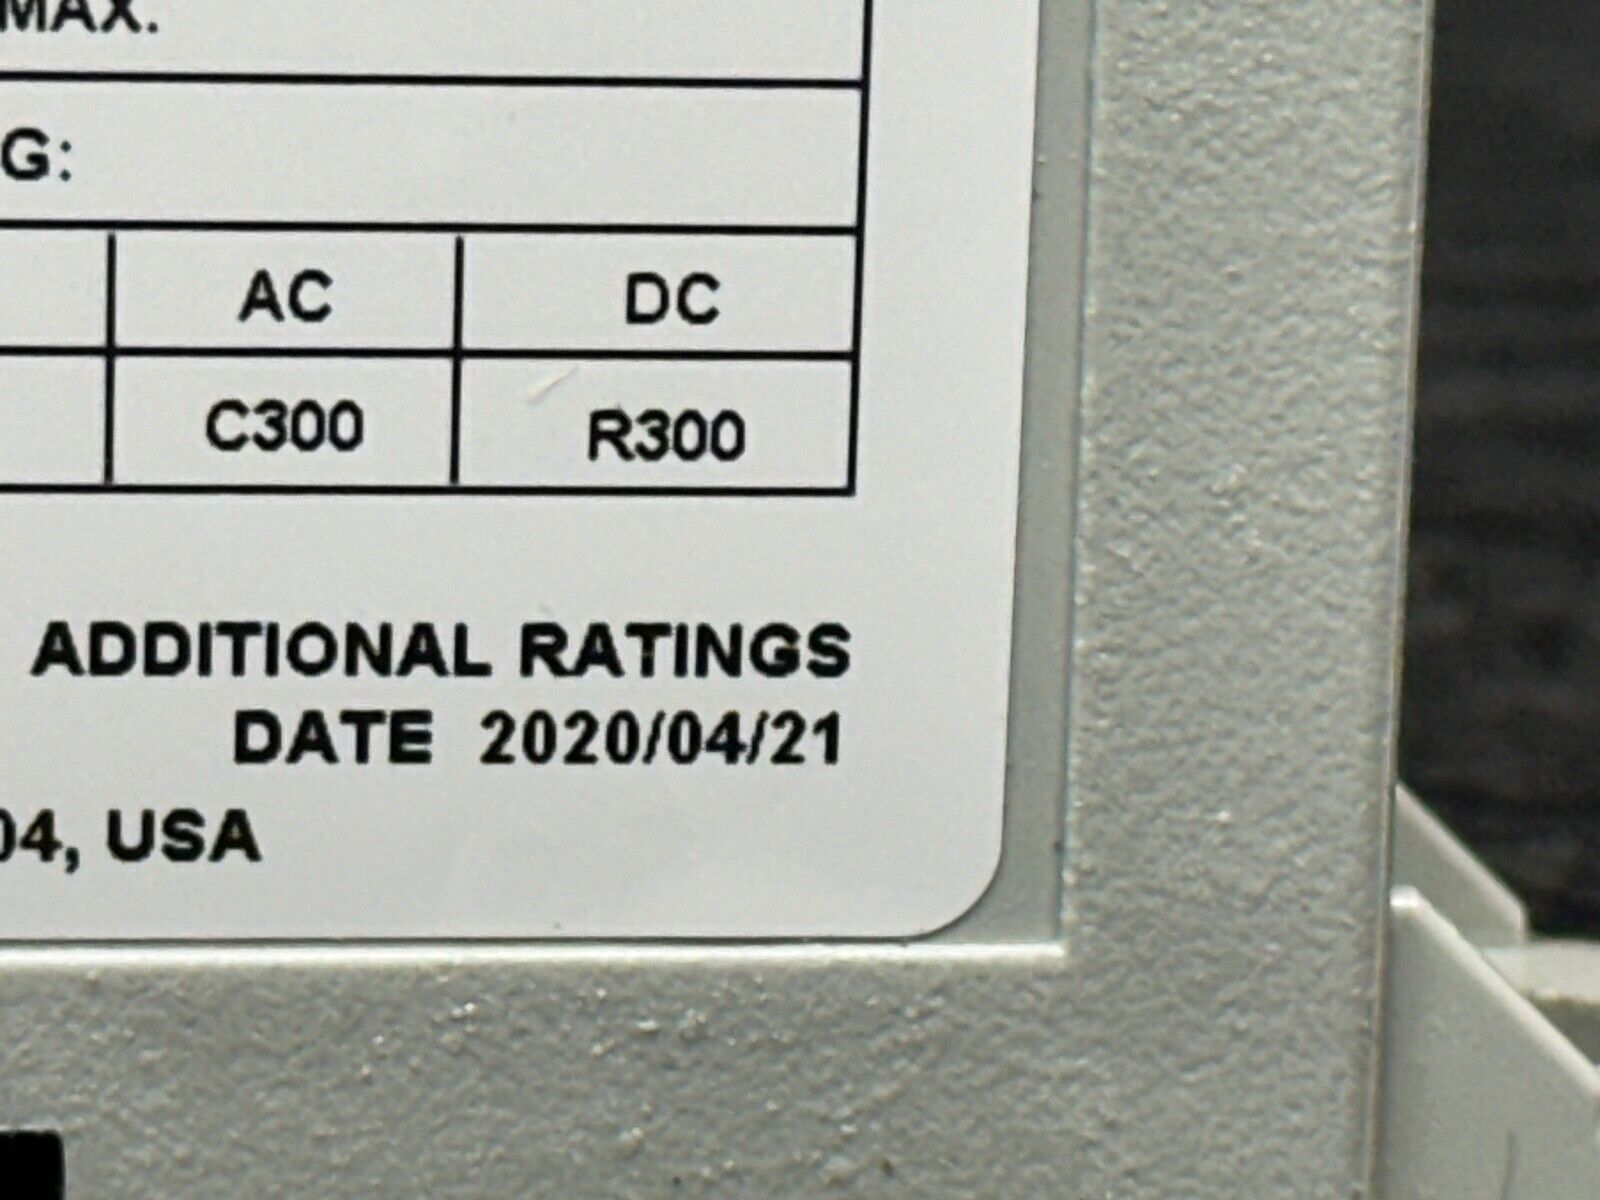 MAX.
G:
AC DC
C300 R300
ADDITIONAL RATINGS
DATE 2020/04/21
04, USA